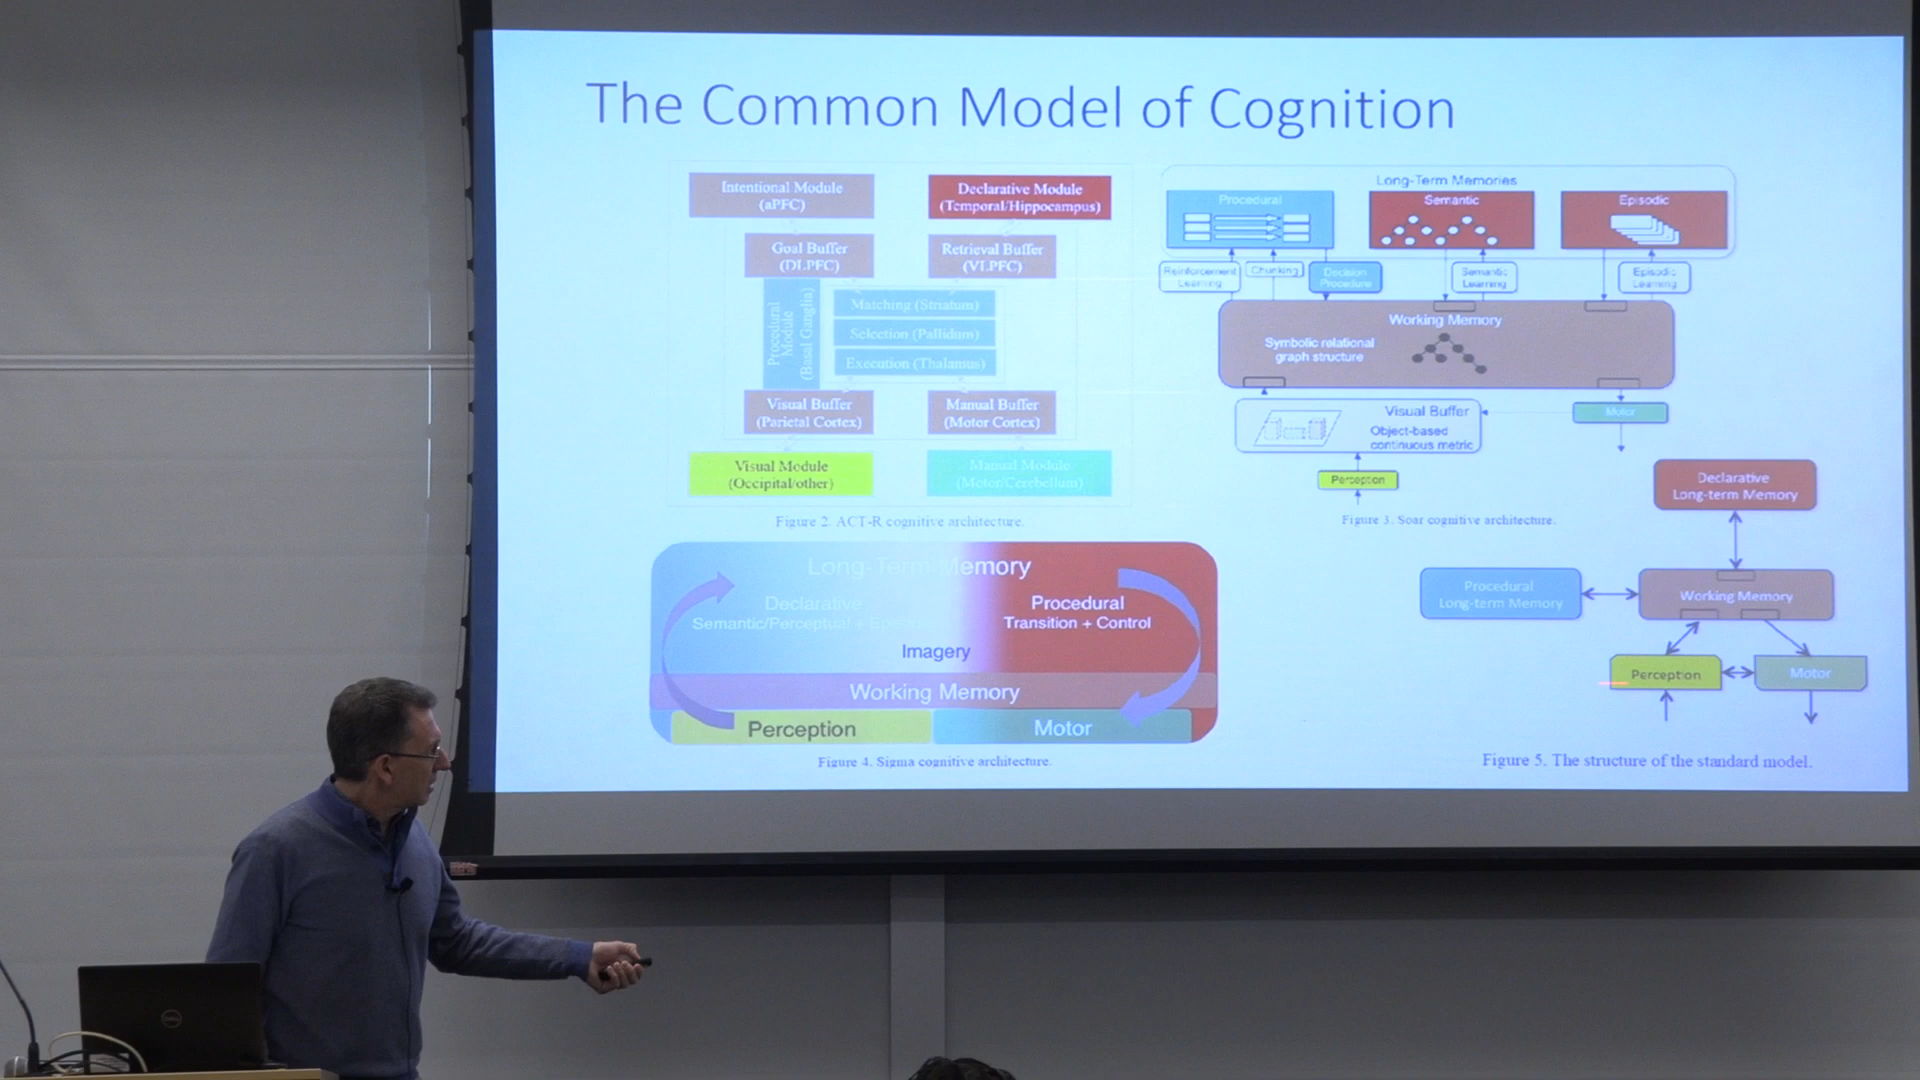 The Common Model of Cognition
Intentional Module
(aPFC)
Declarative Module
(Temporal/Hippocampus)
Goal Buffer
(DLPFC)
Retrieval Buffer
(VLPFC)
Procedural
Module
(Basal Ganglia)
Matching (Striatum)
Selection (Pallidum)
Execution (Thalamus)
Visual Buffer
(Parietal Cortex)
Manual Buffer
(Motor Cortex)
Visual Module
(Occipital/other)
Manual Module
(Motor/Cerebellum)
Figure 2. ACT-R cognitive architecture.
Long-Term Memories
Procedural
Semantic
Episodic
Reinforcement
Learning
Chunking
Decision
Procedure
Semantic
Learning
Episodic
Learning
Working Memory
Symbolic relational
graph structure
Visual Buffer
Object-based
continuous metric
Motor
Perception
Figure 3. Soar cognitive architecture.
Long-Term Memory
Declarative
Semantic/Perceptual +
Procedural
Transition + Control
Imagery
Working Memory
Perception
Motor
Figure 4. Sigma cognitive architecture.
Declarative
Long-term Memory
Procedural
Long-term Memory
Working Memory
Perception
Motor
Figure 5. The structure of the standard model.
DELL